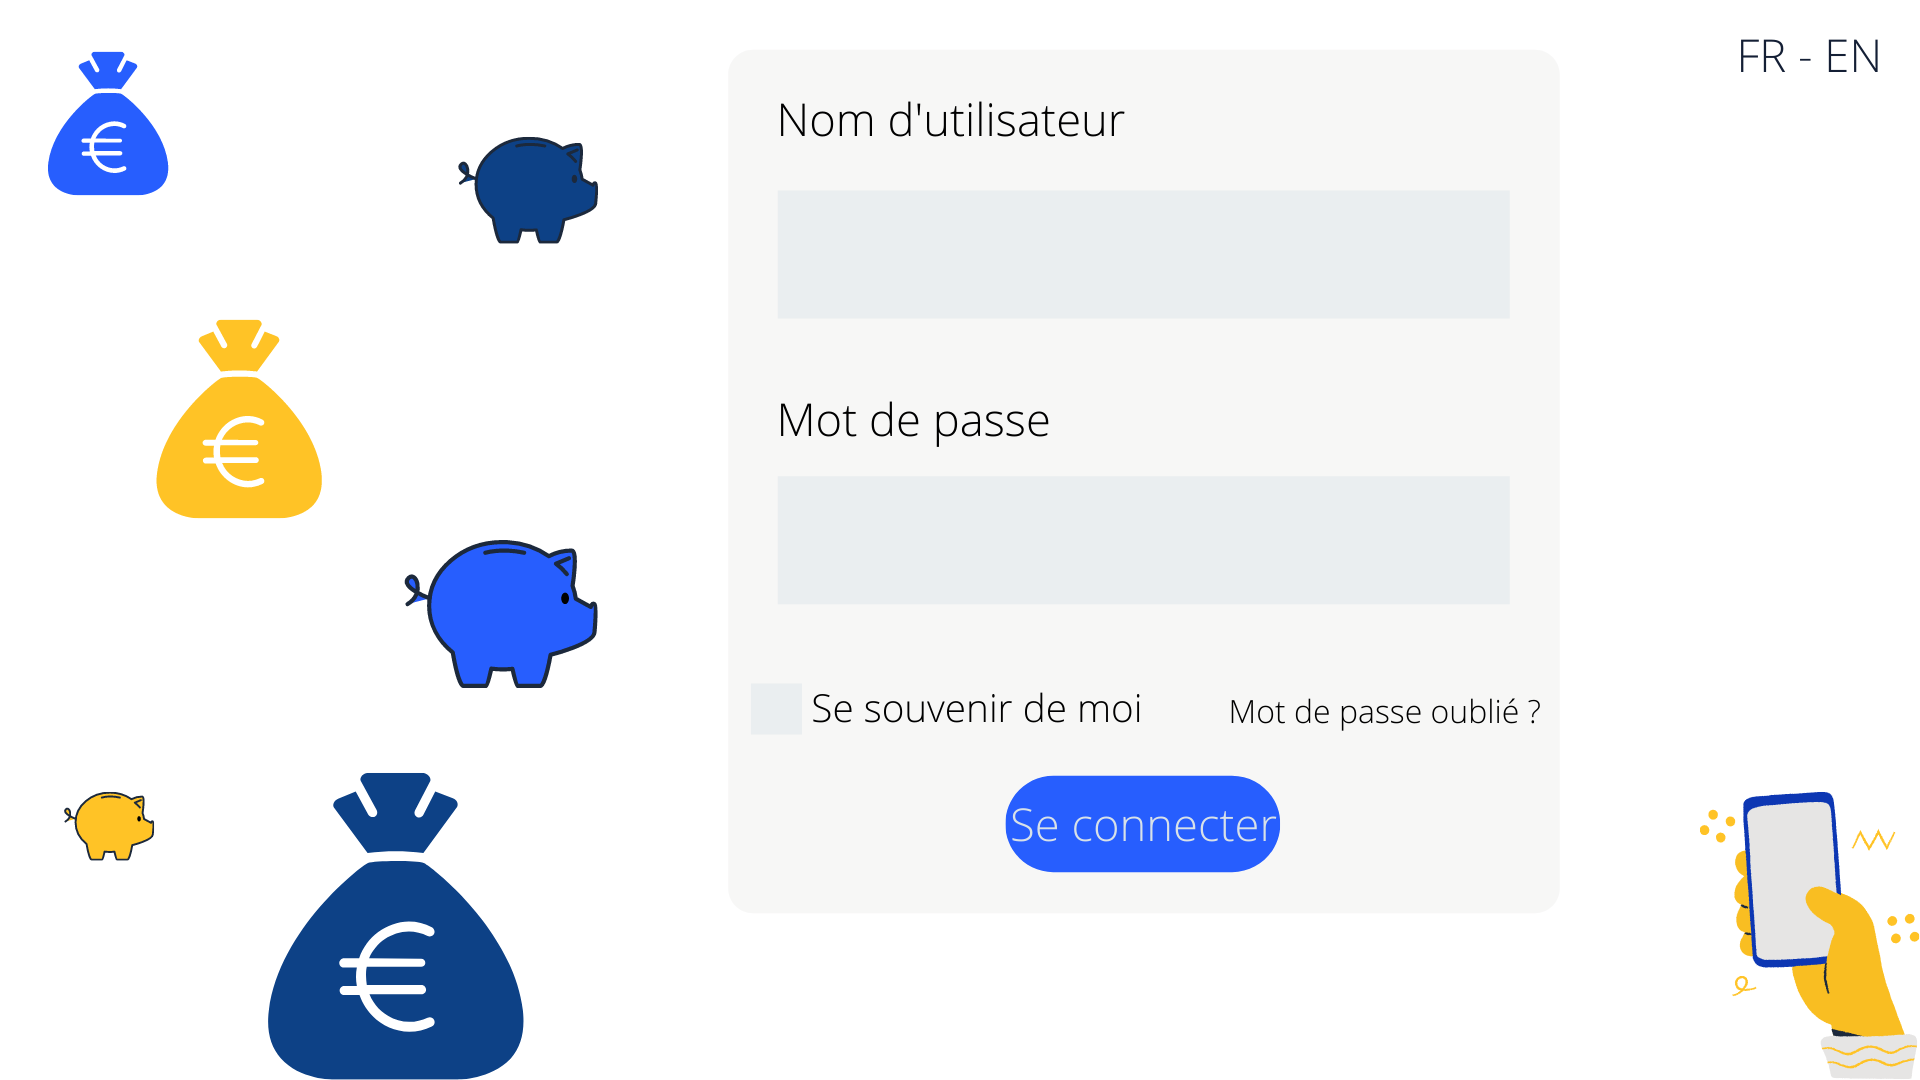 FR - EN
Nom d'utilisateur
Mot de passe
Se souvenir de moi
Mot de passe oublié ?
Se connecter
€
€
€